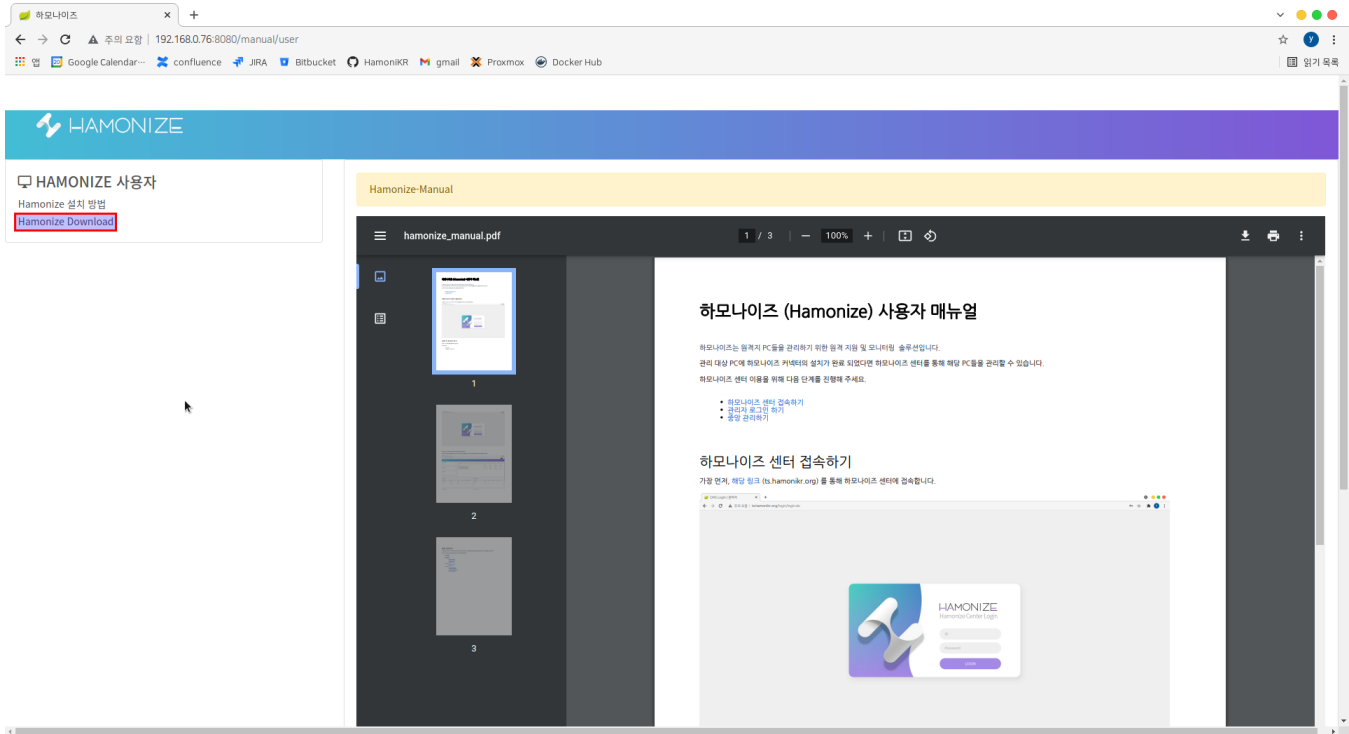 하모나이즈
주의 요함 | 192.168.0.76:8080/manual/user
y
앱 Google Calendar… confluence JIRA Bitbucket HamoniKR gmail Proxmox Docker Hub 읽기 목록
HAMONIZE
HAMONIZE 사용자
Hamonize 설치 방법
Hamonize Download
Hamonize-Manual
hamonize_manual.pdf 1 / 3 100%
1
2
3
하모나이즈 (Hamonize) 사용자 매뉴얼
하모나이즈는 원격지 PC들을 관리하기 위한 원격 지원 및 모니터링 솔루션입니다.
관리 대상 PC에 하모나이즈 커넥터의 설치가 완료 되었다면 하모나이즈 센터를 통해 해당 PC들을 관리할 수 있습니다.
하모나이즈 센터 이용을 위해 다음 단계를 진행해 주세요.
하모나이즈 센터 접속하기
관리자 로그인 하기
중앙 관리하기
하모나이즈 센터 접속하기
가장 먼저, 해당 링크 (ts.hamonikr.org) 를 통해 하모나이즈 센터에 접속합니다.
HAMONIZE
Hamonize Center Login
Password
LOGIN